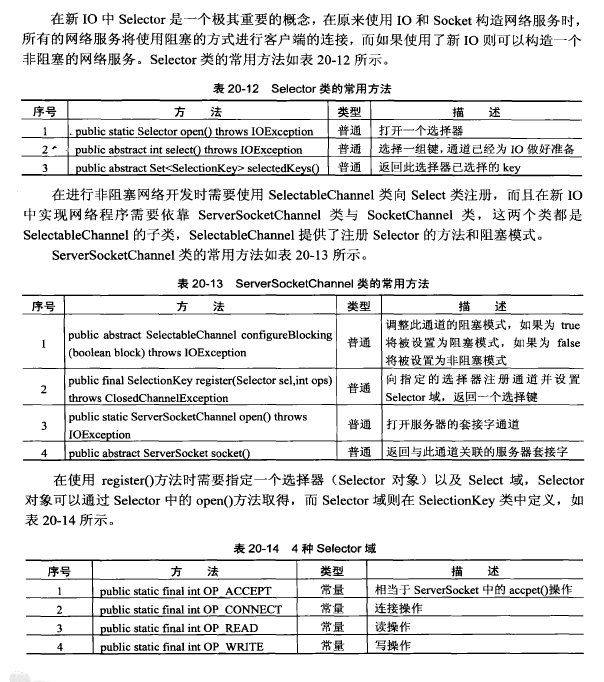 在新 IO 中 Selector 是一个极其重要的概念，在原来使用 IO 和 Socket 构造网络服务时，
所有的网络服务将使用阻塞的方式进行客户端的连接，而如果使用了新 IO 则可以构造一个
非阻塞的网络服务。Selector 类的常用方法如表 20-12 所示。
表 20-12 Selector 类的常用方法
序号 方 法 类型 描 述
1 public static Selector open() throws IOException 普通 打开一个选择器
2 public abstract int select() throws IOException 普通 选择一组键，通道已经为 IO 做好准备
3 public abstract Set<SelectionKey> selectedKeys() 普通 返回此选择器已选择的 key
在进行非阻塞网络开发时需要使用 SelectableChannel 类向 Select 类注册，而且在新 IO
中实现网络程序需要依靠 ServerSocketChannel 类与 SocketChannel 类，这两个类都是
SelectableChannel 的子类，SelectableChannel 提供了注册 Selector 的方法和阻塞模式。
ServerSocketChannel 类的常用方法如表 20-13 所示。
表 20-13 ServerSocketChannel 类的常用方法
序号 方 法 类型 描 述
1 public abstract SelectableChannel configureBlocking
(boolean block) throws IOException 普通 调整此通道的阻塞模式，如果为 true
将被设置为阻塞模式，如果为 false
将被设置为非阻塞模式
2 public final SelectionKey register(Selector sel,int ops)
throws ClosedChannelException 普通 向指定的选择器注册通道并设置
Selector 域，返回一个选择键
3 public static ServerSocketChannel open() throws
IOException 普通 打开服务器的套接字通道
4 public abstract ServerSocket socket() 普通 返回与此通道关联的服务器套接字
在使用 register()方法时需要指定一个选择器（Selector 对象）以及 Select 域，Selector
对象可以通过 Selector 中的 open()方法取得，而 Selector 域则在 SelectionKey 类中定义，如
表 20-14 所示。
表 20-14 4 种 Selector 域
序号 方 法 类型 描 述
1 public static final int OP_ACCEPT 常量 相当于 ServerSocket 中的 accpet()操作
2 public static final int OP_CONNECT 常量 连接操作
3 public static final int OP_READ 常量 读操作
4 public static final int OP_WRITE 常量 写操作